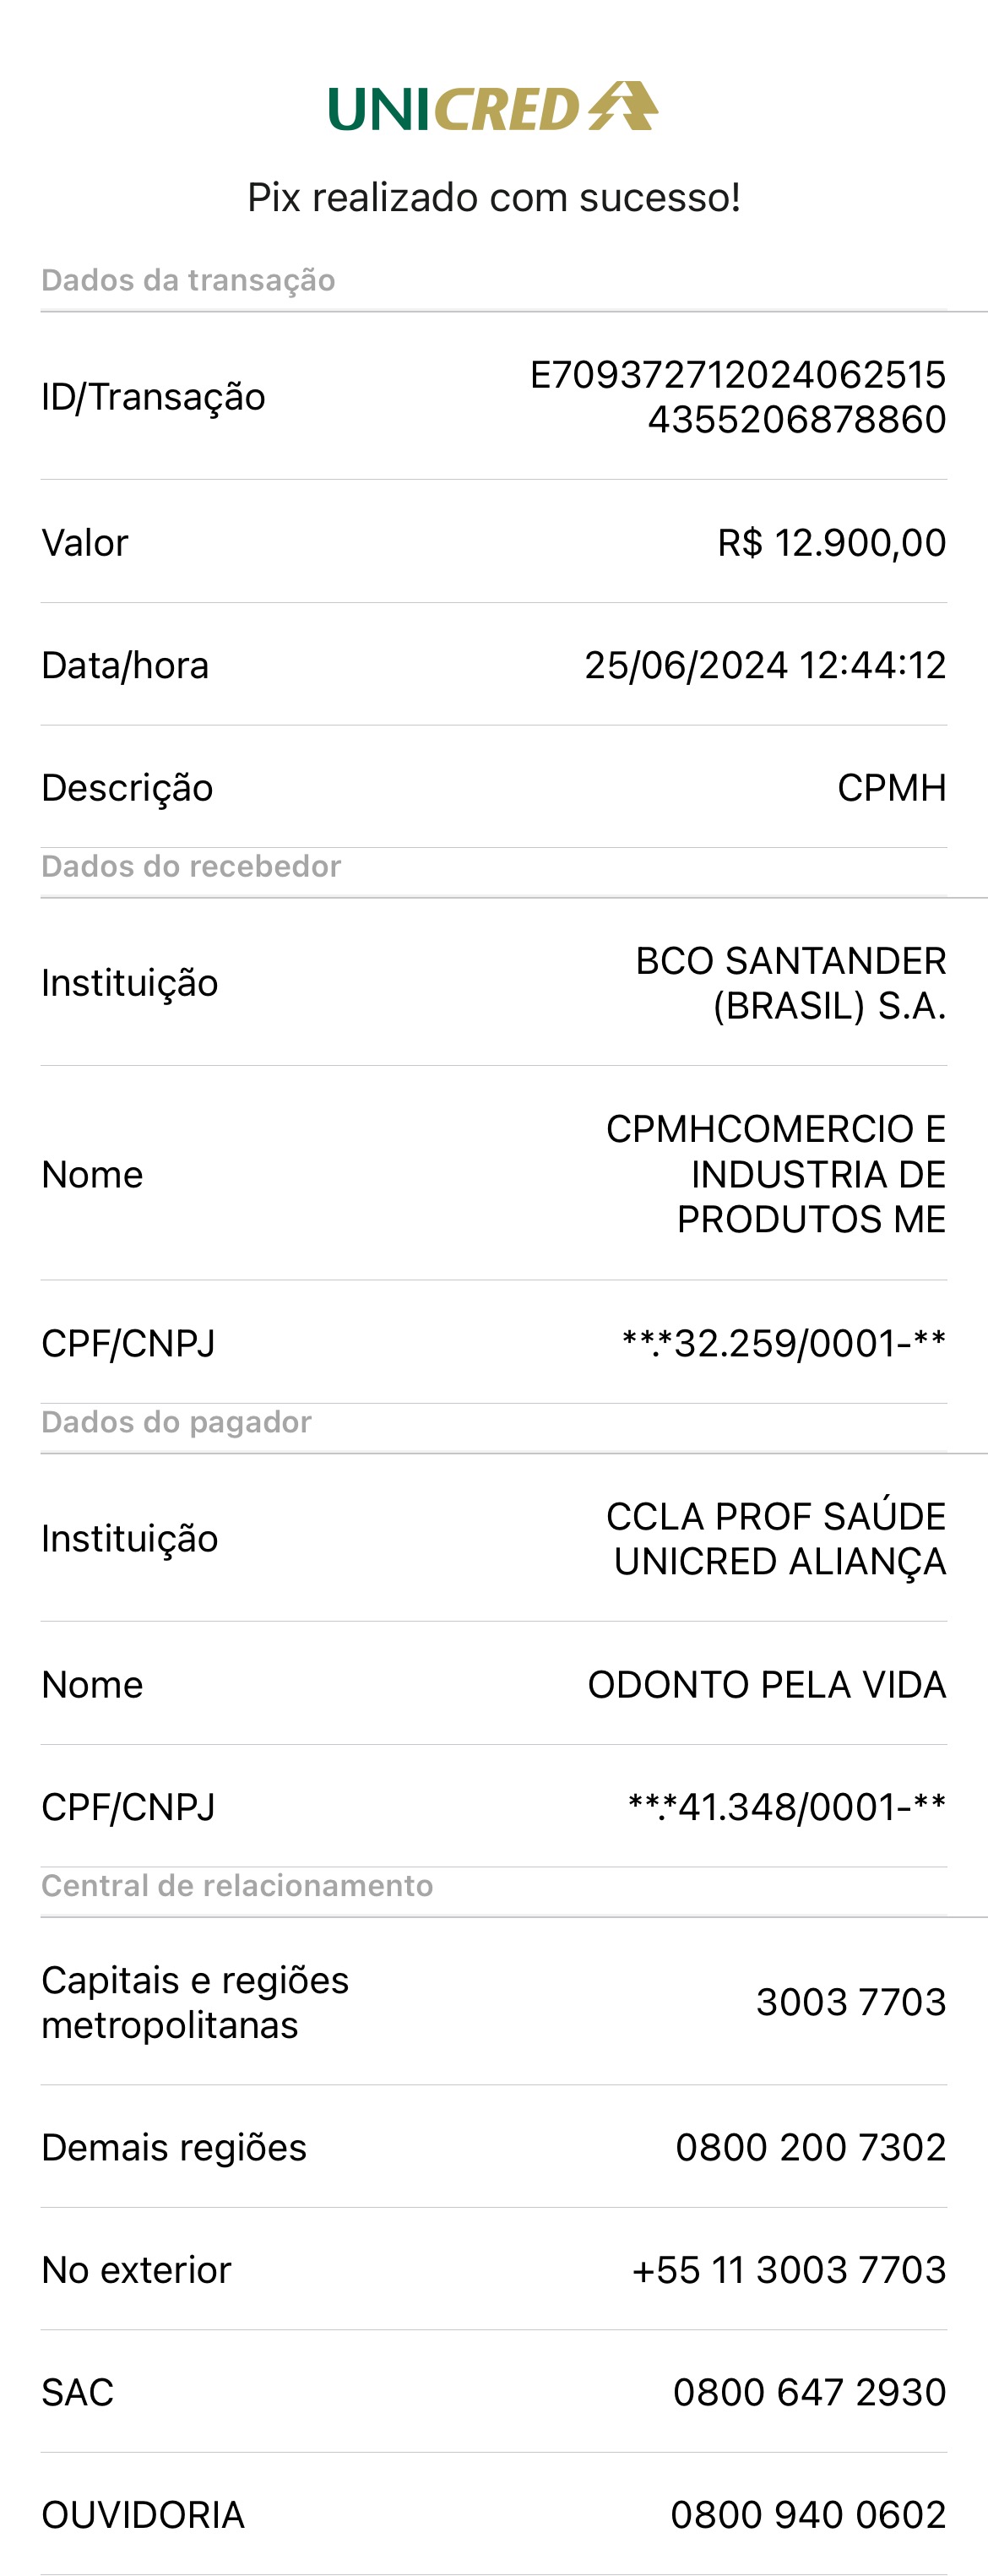 UNICRED
Pix realizado com sucesso!
Dados da transação
ID/Transação
E709372712024062515
4355206878860
Valor
R$ 12.900,00
Data/hora
25/06/2024 12:44:12
Descrição
CPMH
Dados do recebedor
Instituição
BCO SANTANDER
(BRASIL) S.A.
Nome
CPMHCOMERCIO E
INDUSTRIA DE
PRODUTOS ME
CPF/CNPJ
**.*32.259/0001-**
Dados do pagador
Instituição
CCLA PROF SAÚDE
UNICRED ALIANÇA
Nome
ODONTO PELA VIDA
CPF/CNPJ
**.*41.348/0001-**
Central de relacionamento
Capitais e regiões
metropolitanas
3003 7703
Demais regiões
0800 200 7302
No exterior
+55 11 3003 7703
SAC
0800 647 2930
OUVIDORIA
0800 940 0602